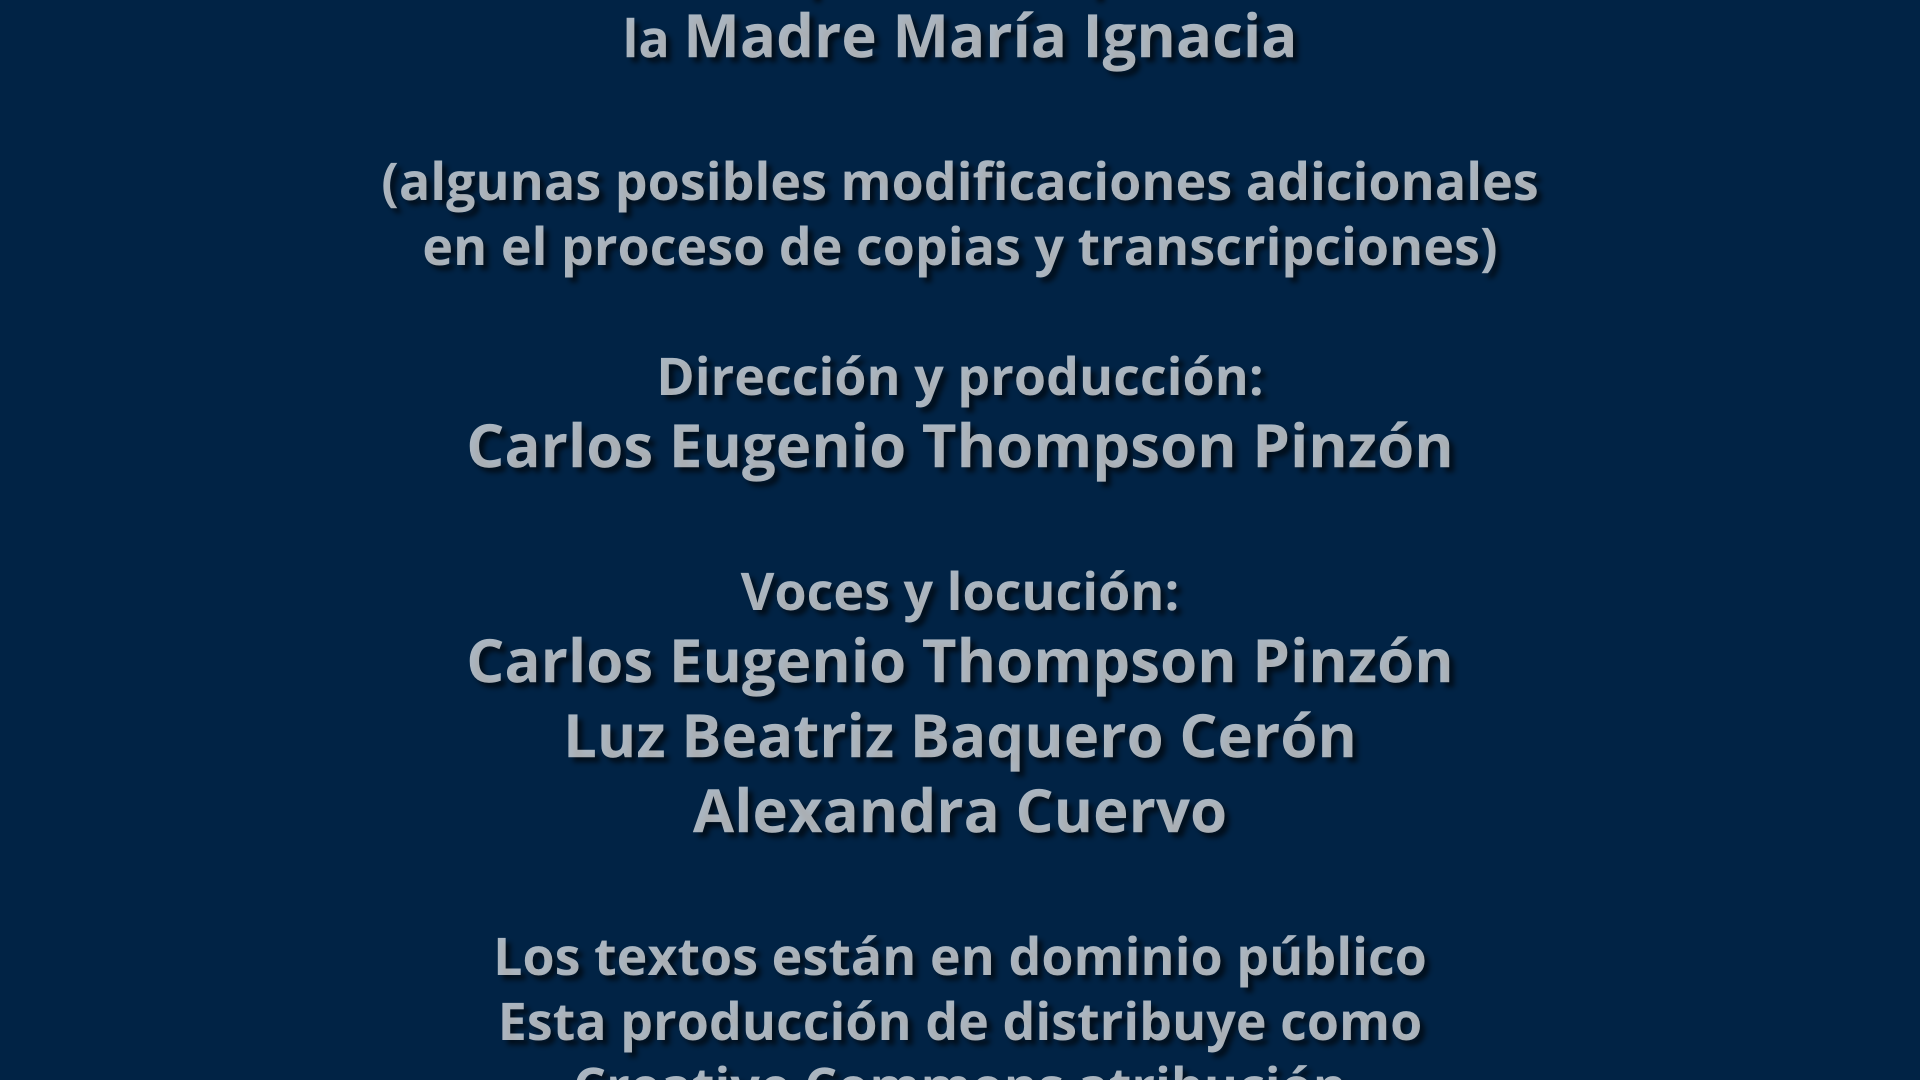 la Madre María Ignacia
(algunas posibles modificaciones adicionales
en el proceso de copias y transcripciones)
Dirección y producción:
Carlos Eugenio Thompson Pinzón
Voces y locución:
Carlos Eugenio Thompson Pinzón
Luz Beatriz Baquero Cerón
Alexandra Cuervo
Los textos están en dominio público
Esta producción de distribuye como
Creative Commons atribución